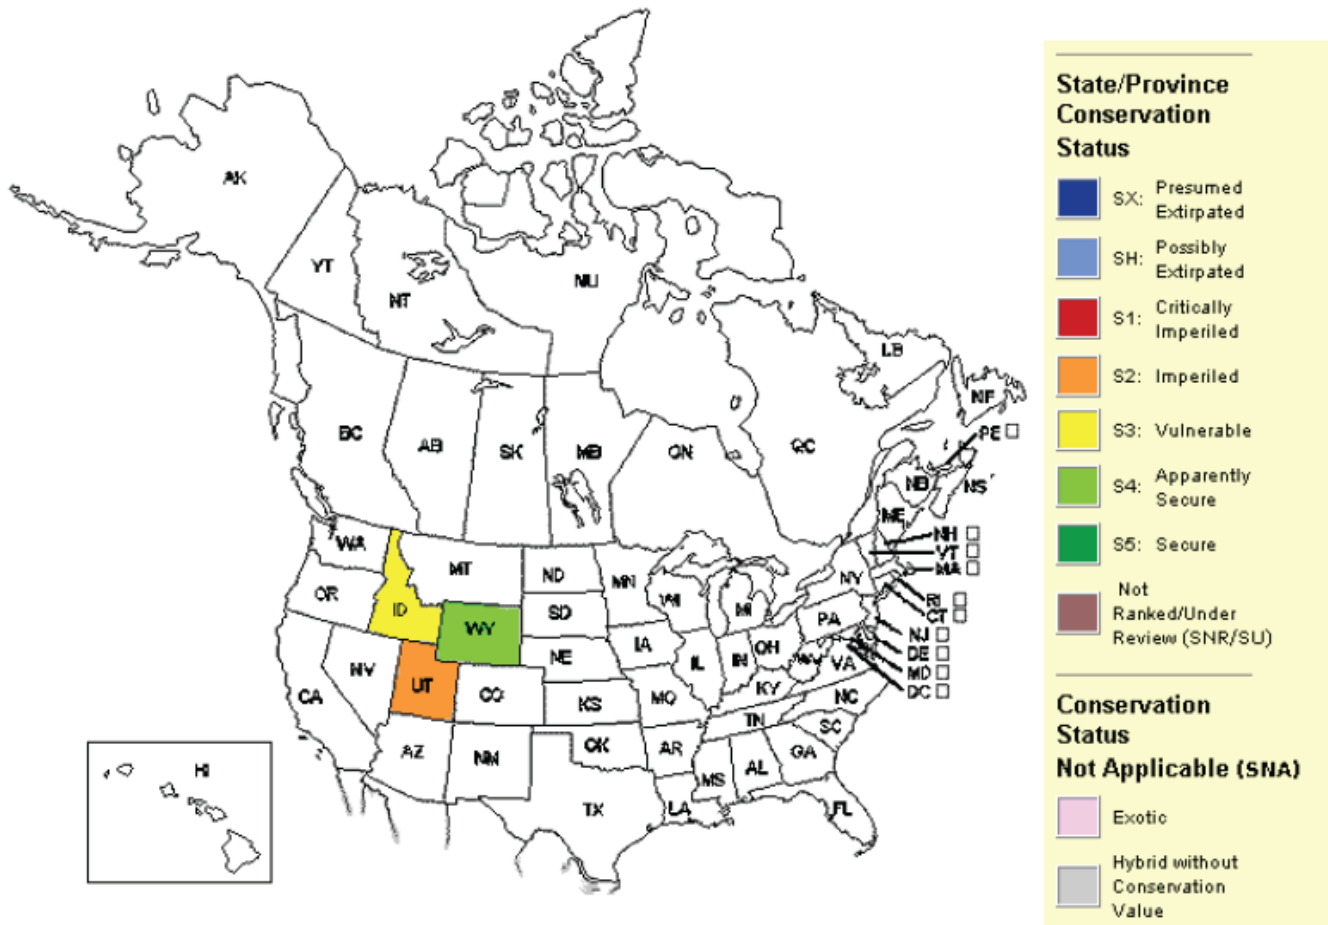 AK
YT
NT
NU
BC
AB
SK
MB
ON
QC
LB
NF
PE
NB
NS
ME
NH
VT
MA
RI
CT
NJ
DE
MD
DC
WA
OR
CA
ID
NV
MT
WY
UT
AZ
CO
NM
ND
SD
NE
KS
OK
TX
MN
IA
MO
AR
LA
WI
IL
MI
IN
OH
KY
TN
MS
AL
GA
FL
SC
NC
VA
WV
PA
NY
HI
State/Province
Conservation
Status
SX: Presumed
Extirpated
SH: Possibly
Extirpated
S1: Critically
Imperiled
S2: Imperiled
S3: Vulnerable
S4: Apparently
Secure
S5: Secure
Not
Ranked/Under
Review (SNR/SU)
Conservation
Status
Not Applicable (SNA)
Exotic
Hybrid without
Conservation
Value